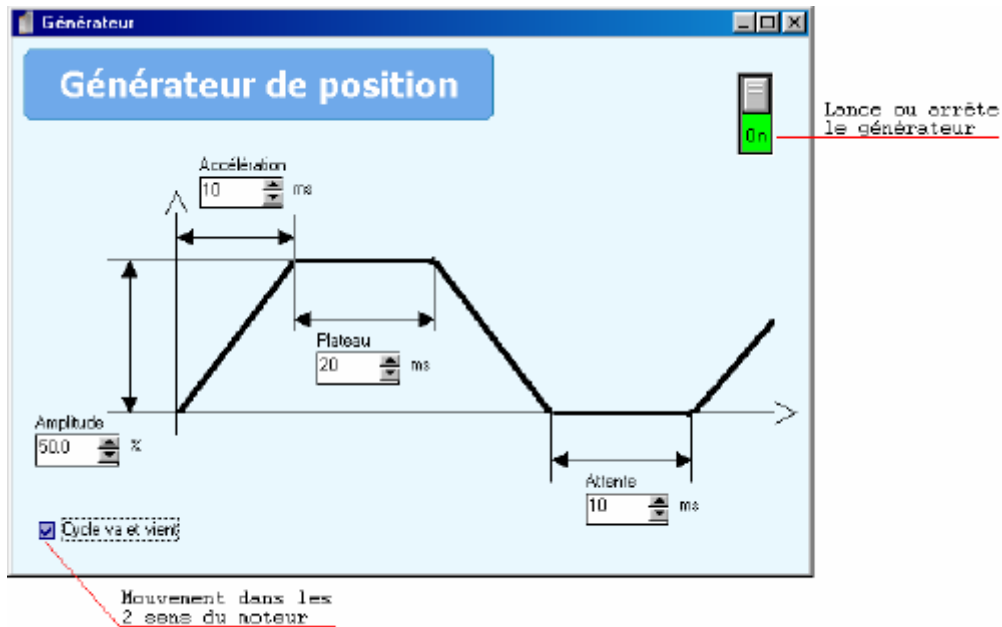 Générateur
Générateur de position
On
Lance ou arrête
le générateur
Accélération
10 ms
Plateau
20 ms
Amplitude
50.0 %
Attente
10 ms
Cycle va et vient
Mouvement dans les
2 sens du moteur